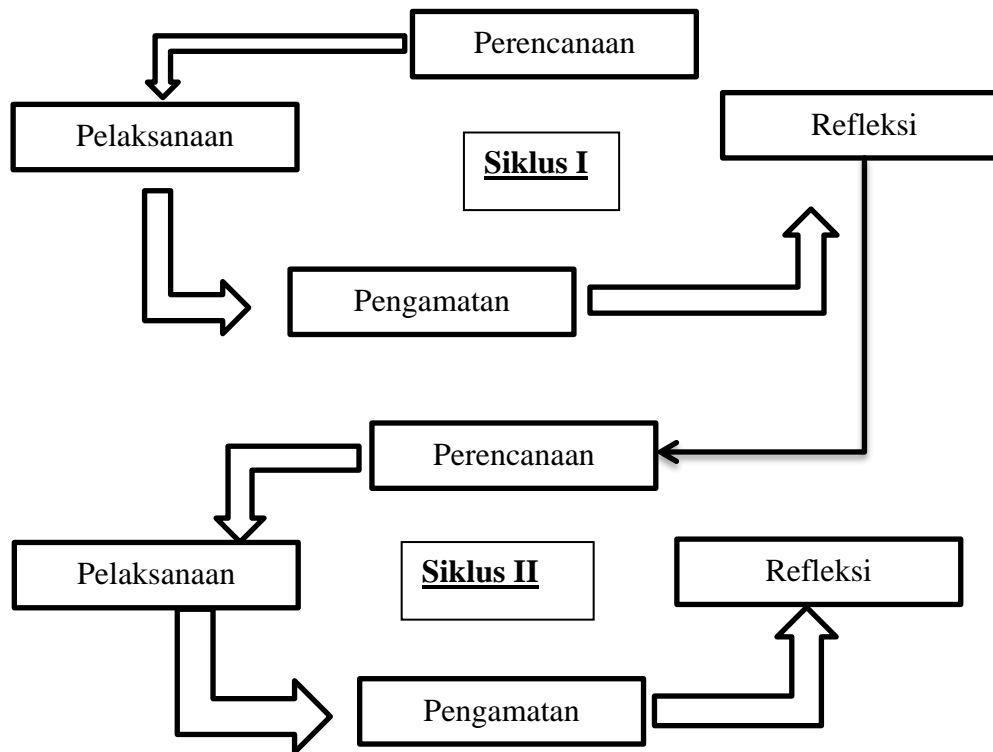 Perencanaan
Pelaksanaan
Refleksi
Siklus I
Pengamatan
Perencanaan
Pelaksanaan
Siklus II
Refleksi
Pengamatan